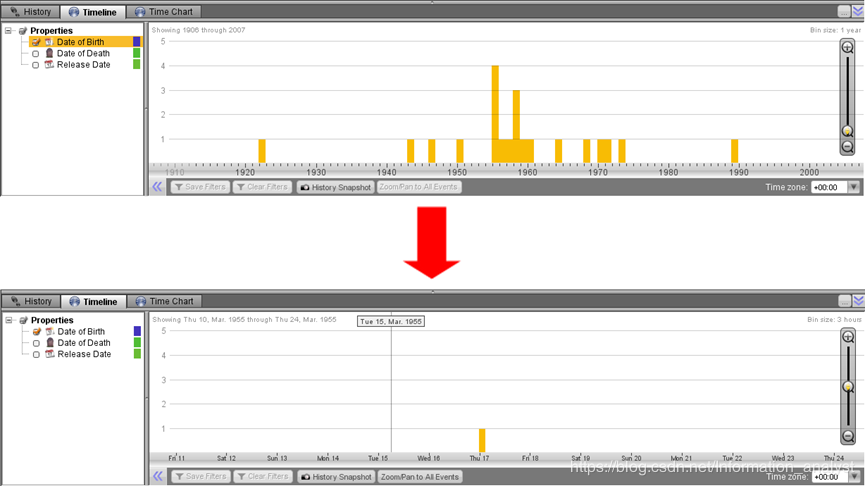 History Timeline Time Chart
Properties
Date of Birth
Date of Death
Release Date
Showing 1906 through 2007 Bin size: 1 year
5
4
3
2
1
1910 1920 1930 1940 1950 1960 1970 1980 1990 2000
Save Filters Clear Filters History Snapshot Zoom/Pan to All Events Time zone: +00:00
History Timeline Time Chart
Properties
Date of Birth
Date of Death
Release Date
Showing Thu 10, Mar. 1955 through Thu 24, Mar. 1955 Tue 15, Mar. 1955 Bin size: 3 hours
5
4
3
2
1
Fri 11 Sat 12 Sun 13 Mon 14 Tue 15 Wed 16 Thu 17 Fri 18 Sat 19 Sun 20 Mon 21 Tue 22 Wed 23 Thu 24
https://blog.csdn.net/Information_analyst
Save Filters Clear Filters History Snapshot Zoom/Pan to All Events Time zone: +00:00